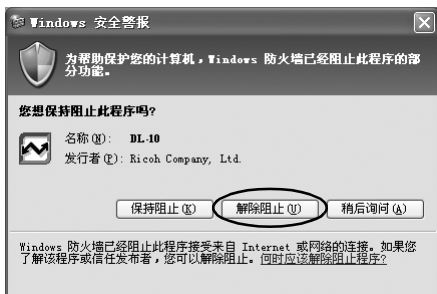 Windows 安全警报
为帮助保护您的计算机，Windows 防火墙已经阻止此程序的部
分功能。
您想保持阻止此程序吗？
名称(N)： DL-10
发行者(P)： Ricoh Company, Ltd.
保持阻止(K) 解除阻止(U) 稍后询问(A)
Windows 防火墙已经阻止此程序接受来自 Internet 或网络的连接。如果您
了解该程序或信任发布者，您可以解除阻止。何时应该解除阻止程序?